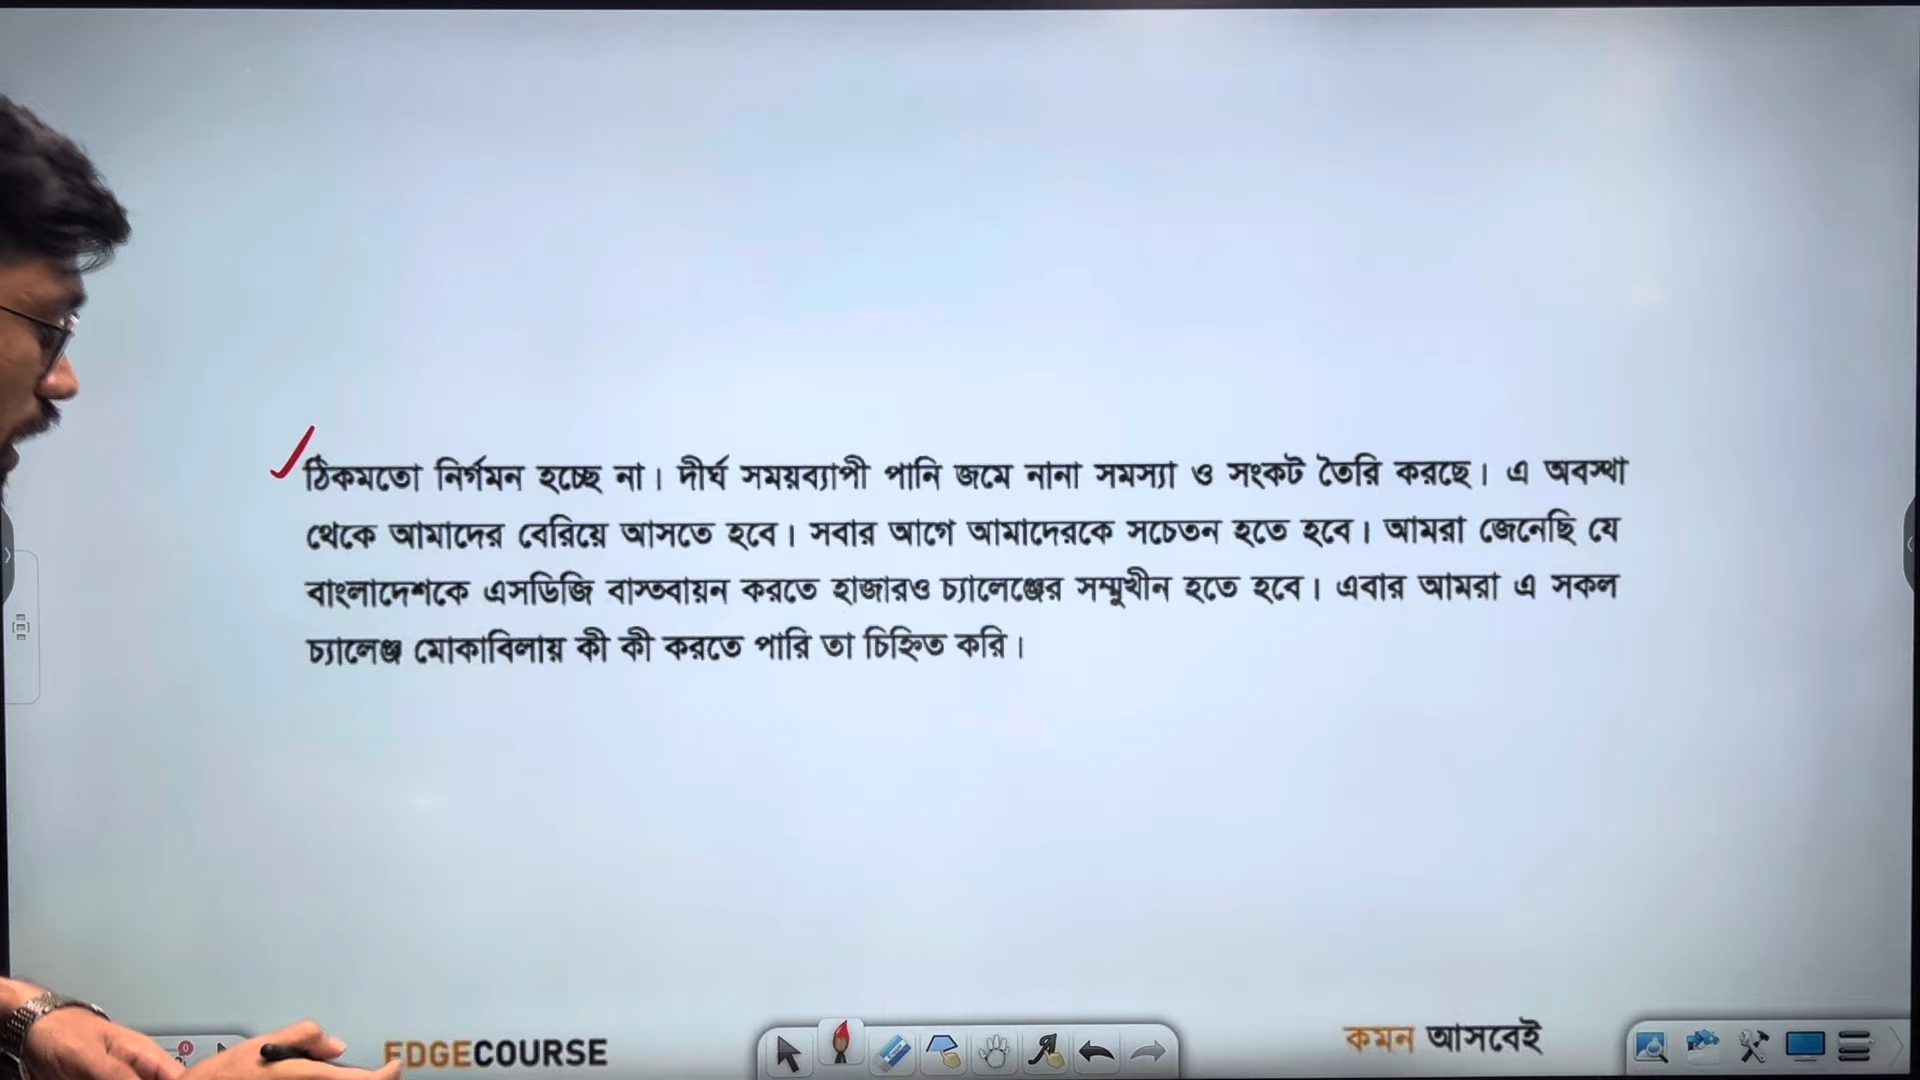 ঠিকমতো নির্গমন হচ্ছে না। দীর্ঘ সময়ব্যাপী পানি জমে নানা সমস্যা ও সংকট তৈরি করছে। এ অবস্থা
থেকে আমাদের বেরিয়ে আসতে হবে। সবার আগে আমাদেরকে সচেতন হতে হবে। আমরা জেনেছি যে
বাংলাদেশকে এসডিজি বাস্তবায়ন করতে হাজারও চ্যালেঞ্জের সম্মুখীন হতে হবে। এবার আমরা এ সকল
চ্যালেঞ্জ মোকাবিলায় কী কী করতে পারি তা চিহ্নিত করি।
EDGECOURSE
কমন আসবেই